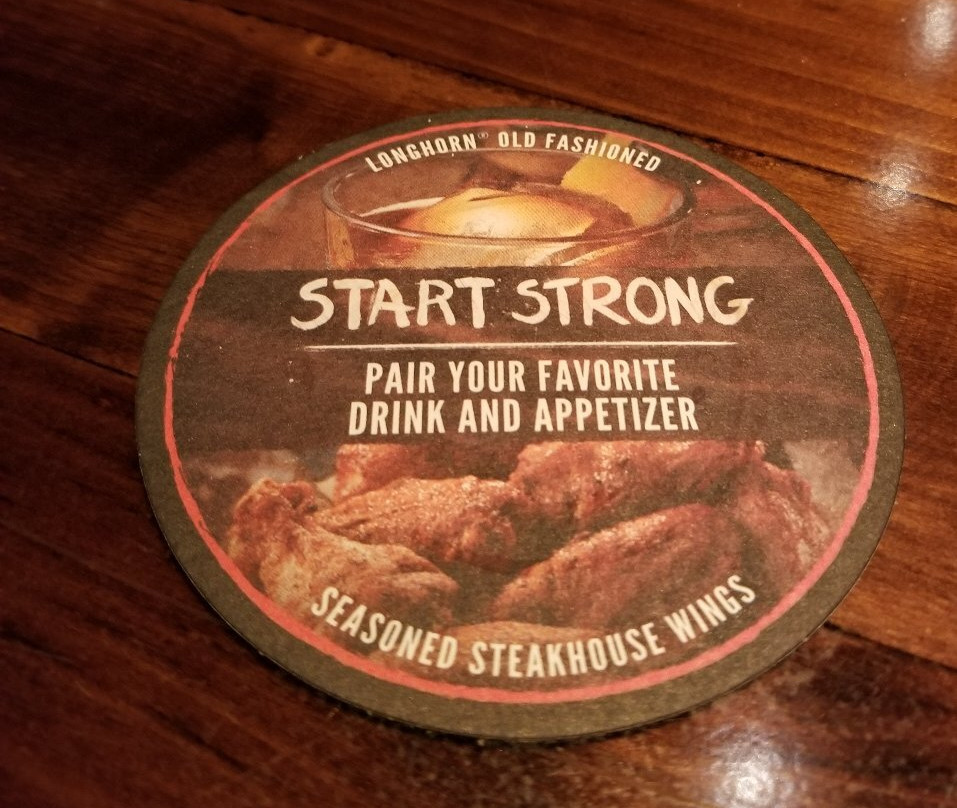 LONGHORN® OLD FASHIONED
START STRONG
PAIR YOUR FAVORITE
DRINK AND APPETIZER
SEASONED STEAKHOUSE WINGS